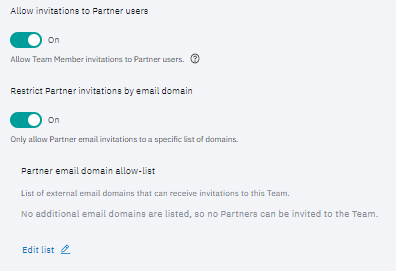 Allow invitations to Partner users
On
Allow Team Member invitations to Partner users.
Restrict Partner invitations by email domain
On
Only allow Partner email invitations to a specific list of domains.
Partner email domain allow-list
List of external email domains that can receive invitations to this Team.
No additional email domains are listed, so no Partners can be invited to the Team.
Edit list